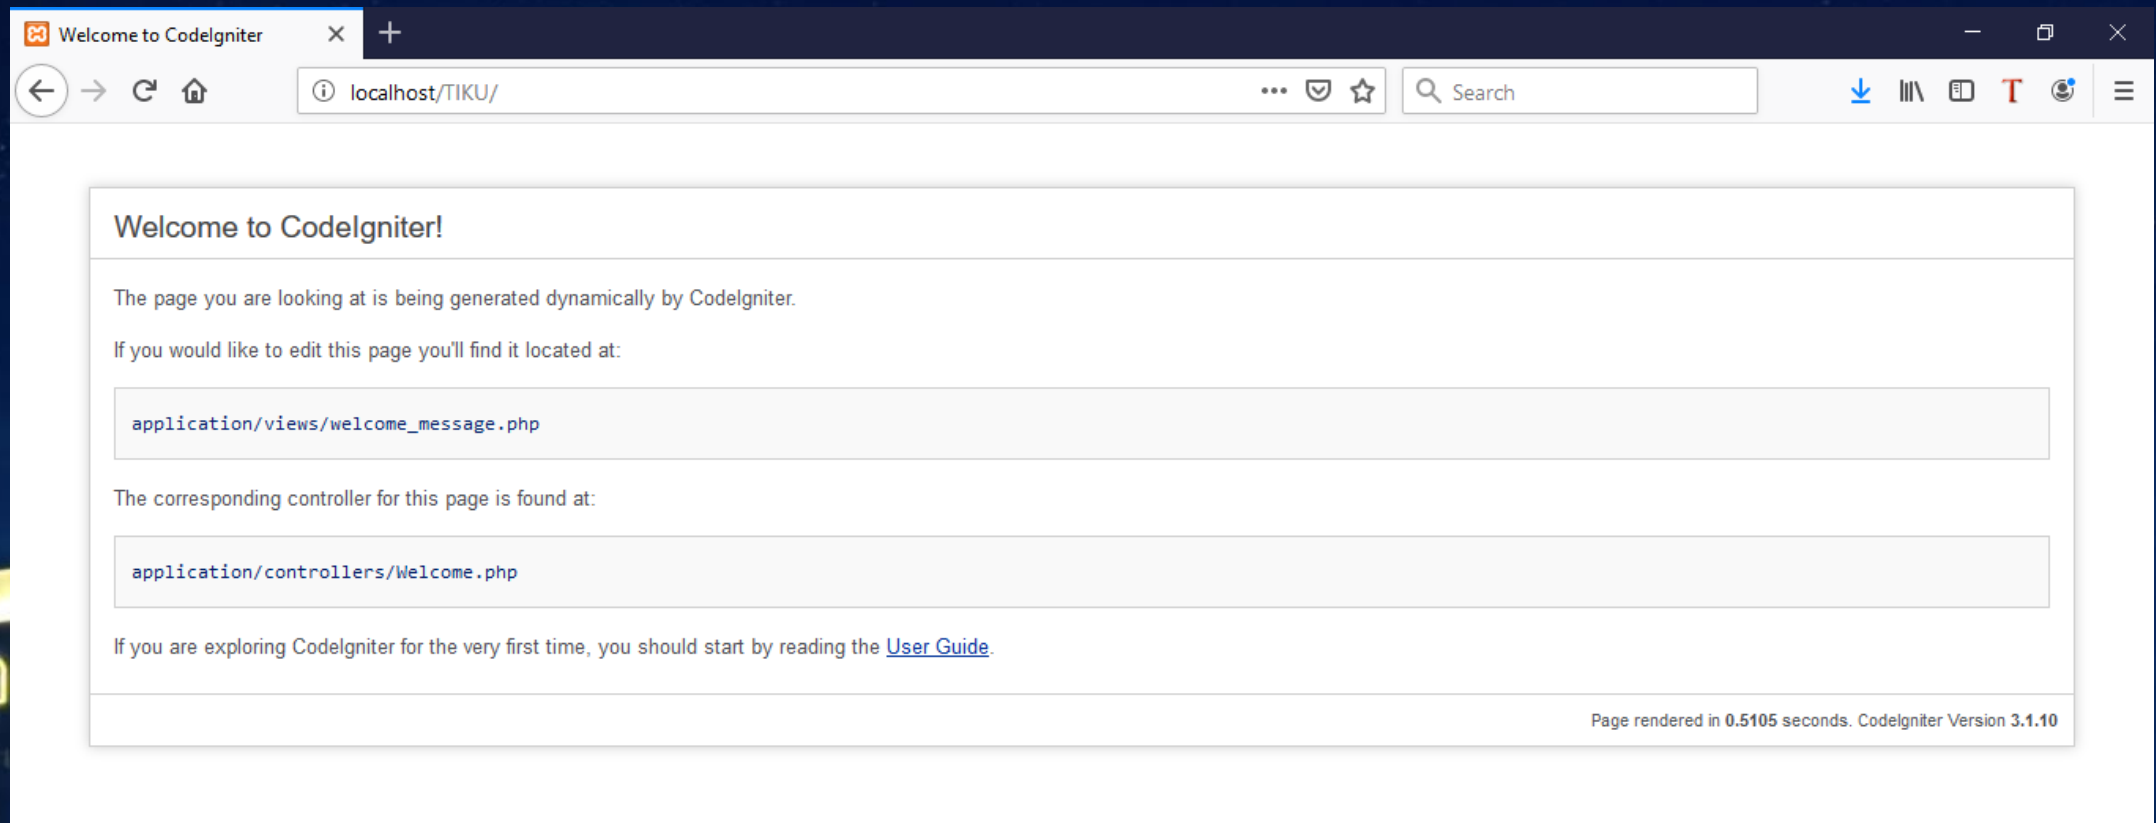 Welcome to CodeIgniter
localhost/TIKU/
Search
T
Welcome to CodeIgniter!
The page you are looking at is being generated dynamically by CodeIgniter.
If you would like to edit this page you'll find it located at:
application/views/welcome_message.php
The corresponding controller for this page is found at:
application/controllers/Welcome.php
If you are exploring CodeIgniter for the very first time, you should start by reading the User Guide.
Page rendered in 0.5105 seconds. CodeIgniter Version 3.1.10